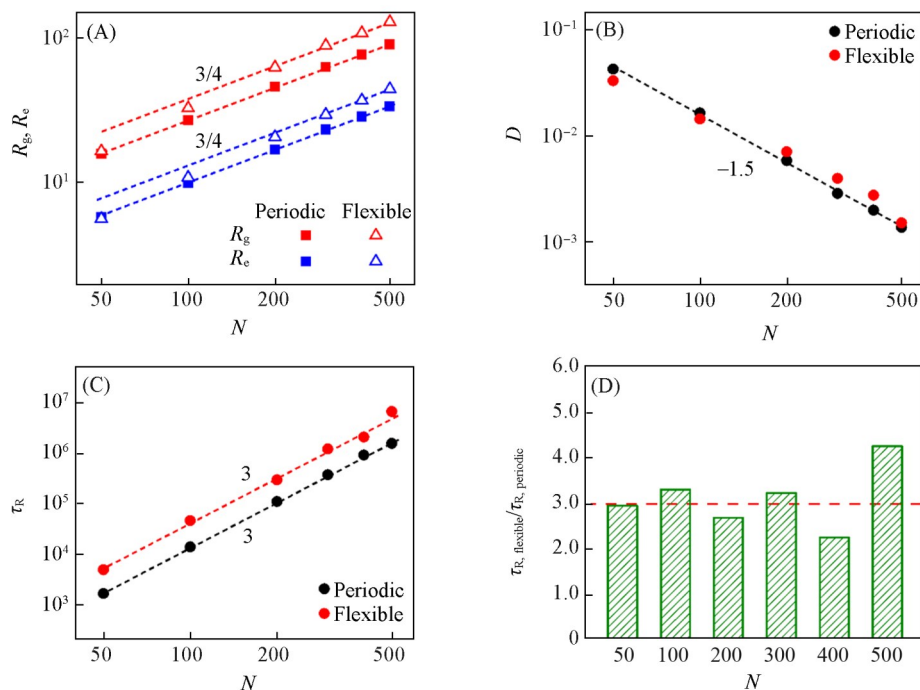 (A)
10²
10¹
R_g, R_e
3/4
3/4
Periodic Flexible
R_g
R_e
50 100 200 500
N
(B)
10⁻¹
10⁻²
10⁻³
D
Periodic
Flexible
−1.5
50 100 200 500
N
(C)
10⁷
10⁶
10⁵
10⁴
10³
τ_R
3
3
Periodic
Flexible
50 100 200 500
N
(D)
6.0
5.0
4.0
3.0
2.0
1.0
0
τ_R, flexible/τ_R, periodic
50 100 200 300 400 500
N